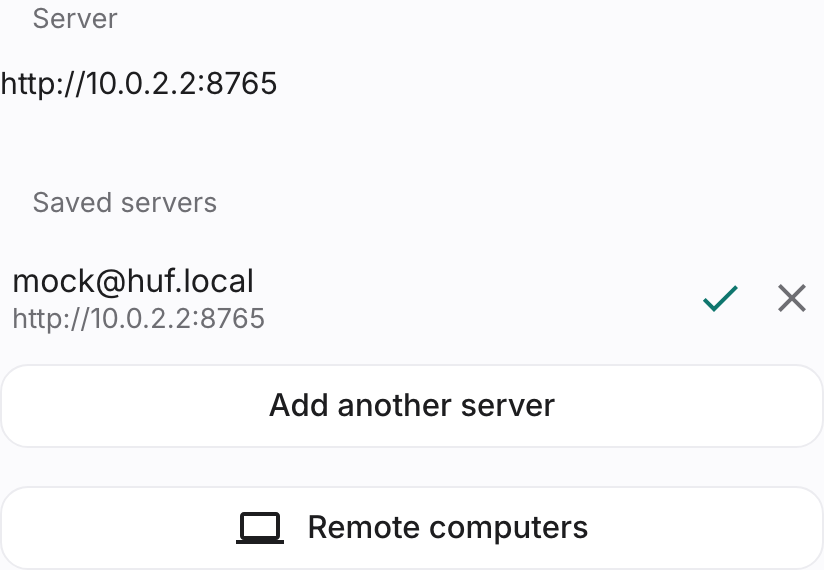 Server
http://10.0.2.2:8765
Saved servers
mock@huf.local
http://10.0.2.2:8765
Add another server
Remote computers